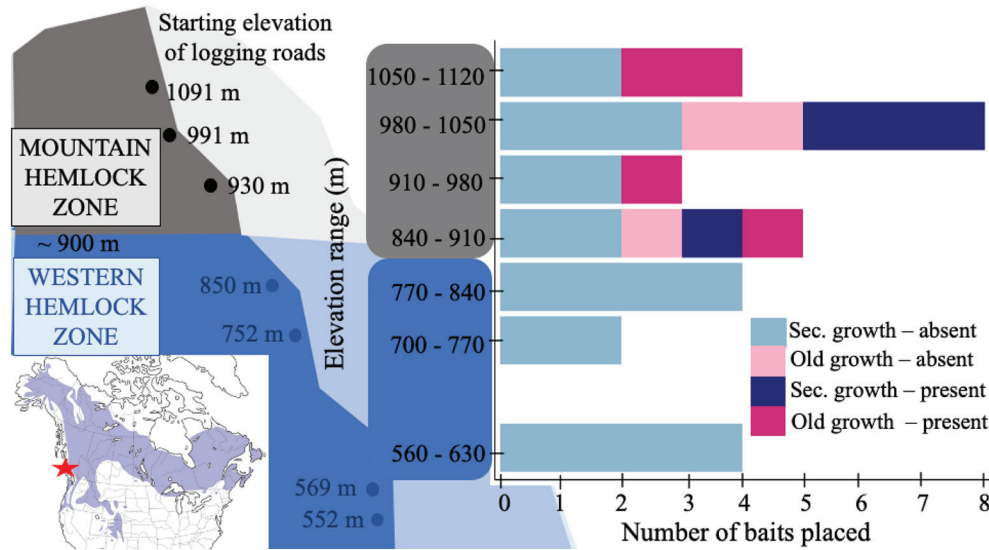 Starting elevation
of logging roads
1091 m
991 m
930 m
MOUNTAIN
HEMLOCK
ZONE
~ 900 m
WESTERN
HEMLOCK
ZONE
850 m
752 m
569 m
552 m
Elevation range (m)
1050 - 1120
980 - 1050
910 - 980
840 - 910
770 - 840
700 - 770
560 - 630
Sec. growth – absent
Old growth – absent
Sec. growth – present
Old growth – present
0 1 2 3 4 5 6 7 8
Number of baits placed